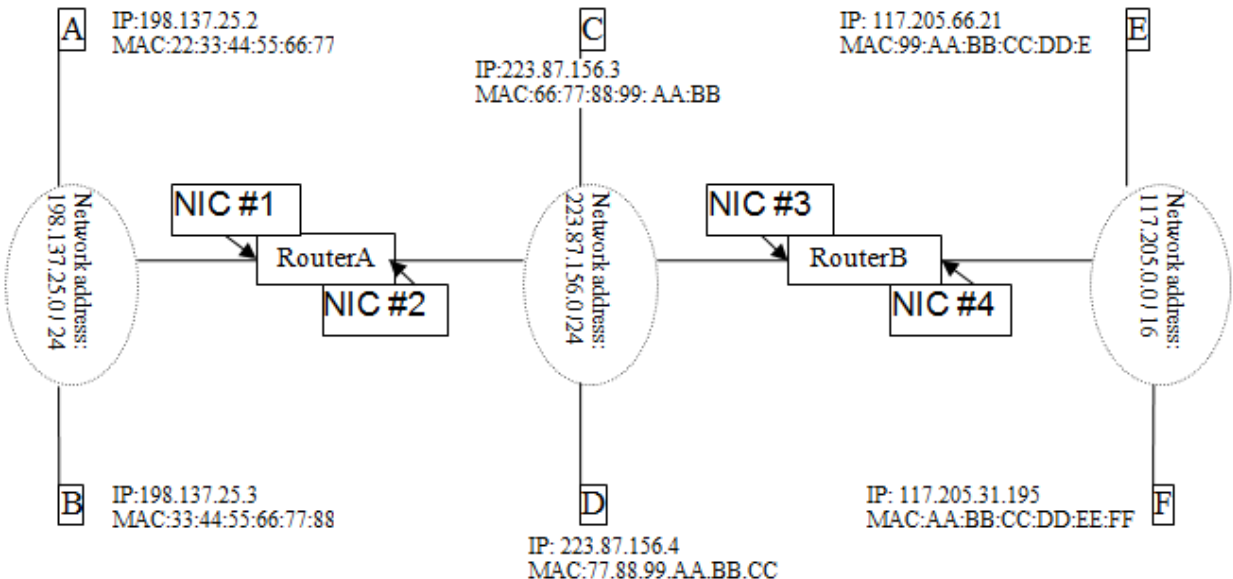 A
IP:198.137.25.2
MAC:22:33:44:55:66:77
C
IP:223.87.156.3
MAC:66:77:88:99: AA:BB
IP: 117.205.66.21
MAC:99:AA:BB:CC:DD:E
E
Network address:
198.137.25.0/ 24
NIC #1
RouterA
NIC #2
Network address:
223.87.156.0/24
NIC #3
RouterB
NIC #4
Network address:
117.205.0.0/ 16
B
IP:198.137.25.3
MAC:33:44:55:66:77:88
D
IP: 223.87.156.4
MAC:77.88.99.AA.BB.CC
IP: 117.205.31.195
MAC:AA:BB:CC:DD:EE:FF
F